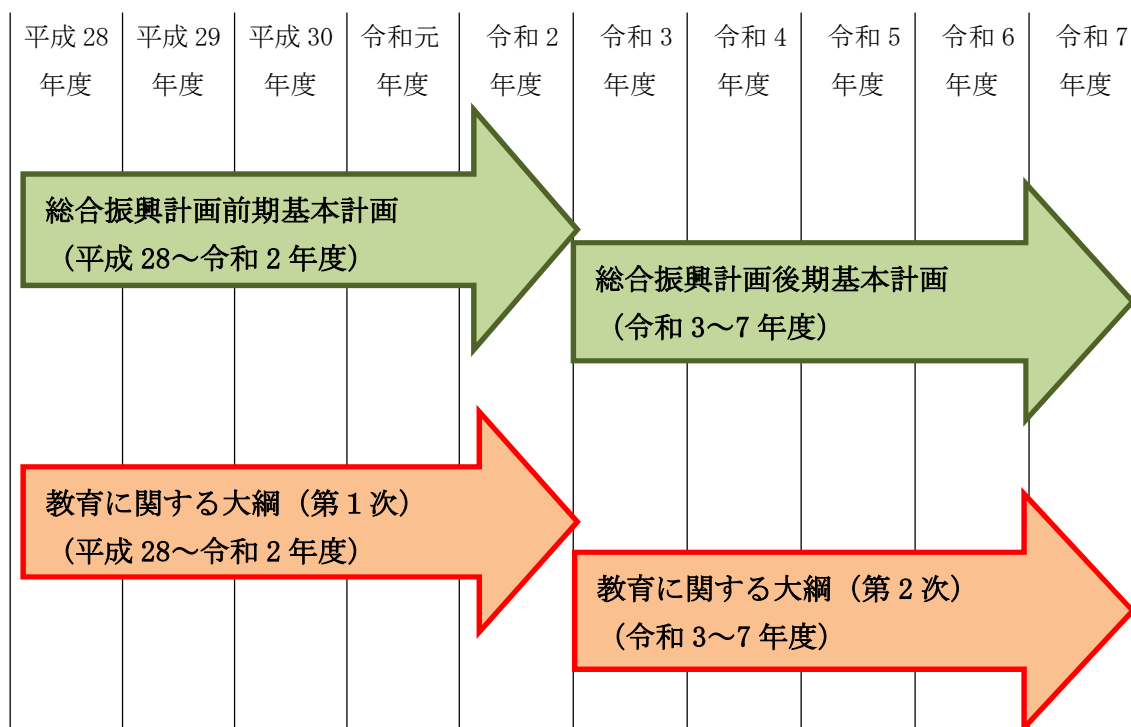 平成 28 平成 29 平成 30 令和元 令和 2 令和 3 令和 4 令和 5 令和 6 令和 7
年度 年度 年度 年度 年度 年度 年度 年度 年度 年度
総合振興計画前期基本計画
（平成 28～令和 2 年度）
総合振興計画後期基本計画
（令和 3～7 年度）
教育に関する大綱（第 1 次）
（平成 28～令和 2 年度）
教育に関する大綱（第 2 次）
（令和 3～7 年度）